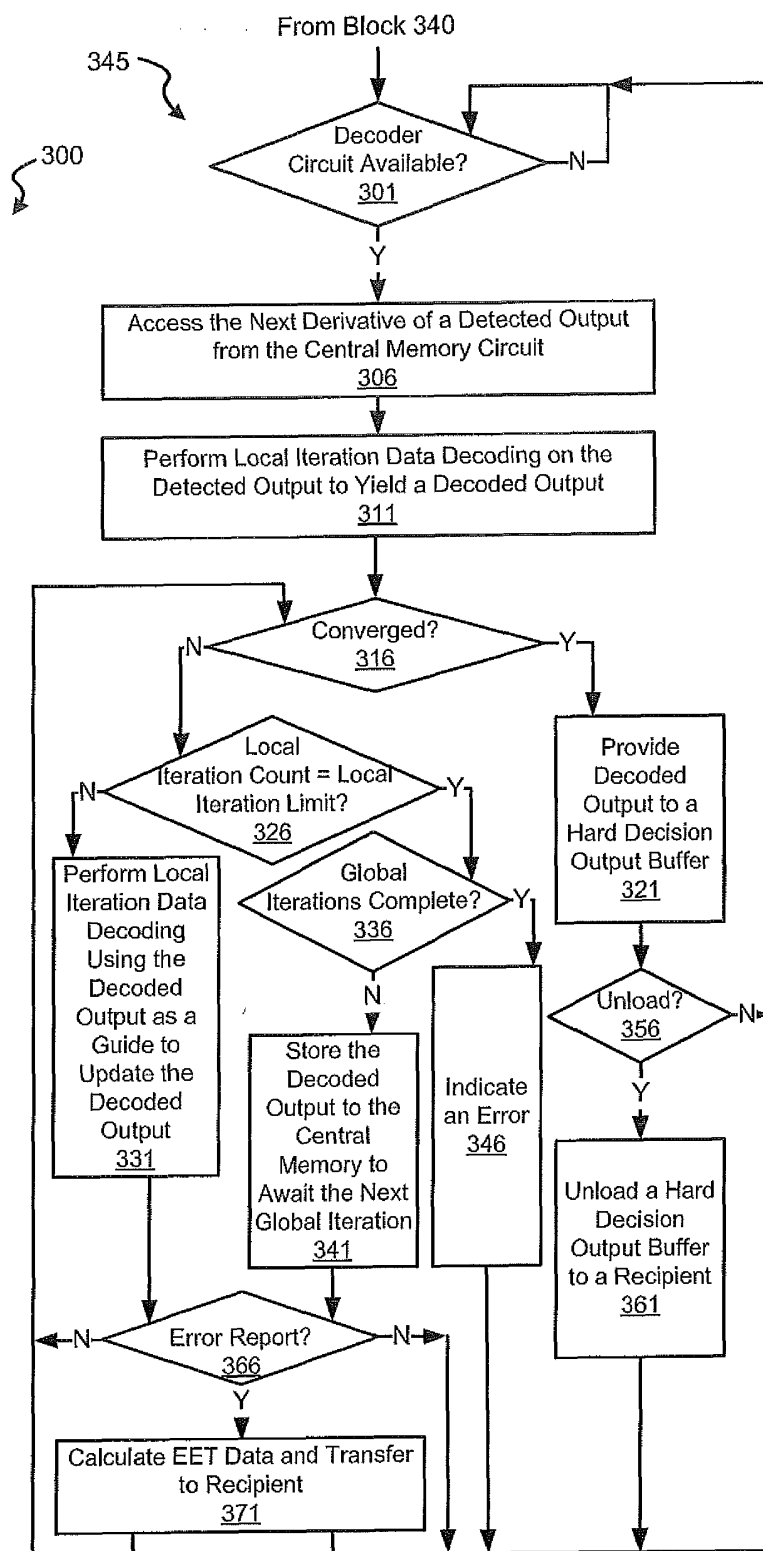 From Block 340
345
300
Decoder
Circuit Available?
301
N
Y
Access the Next Derivative of a Detected Output
from the Central Memory Circuit
306
Perform Local Iteration Data Decoding on the
Detected Output to Yield a Decoded Output
311
Converged?
316
N
Y
Local
Iteration Count = Local
Iteration Limit?
326
N
Y
Provide
Decoded
Output to a
Hard Decision
Output Buffer
321
Perform Local
Iteration Data
Decoding
Using the
Decoded
Output as a
Guide to
Update the
Decoded
Output
331
Global
Iterations Complete?
336
Y
N
Unload?
356
N
Y
Store the
Decoded
Output to the
Central
Memory to
Await the Next
Global Iteration
341
Indicate
an Error
346
Unload a Hard
Decision
Output Buffer
to a Recipient
361
Error Report?
366
N
N
Y
Calculate EET Data and Transfer
to Recipient
371